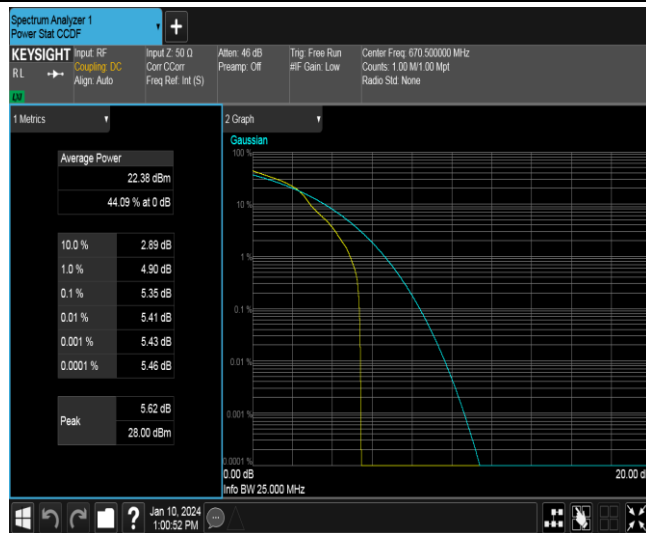 Spectrum Analyzer 1
Power Stat CCDF
+
KEYSIGHT
RL
LV
Input: RF
Coupling: DC
Align: Auto
Input Z: 50 Ω
Corr CCorr
Freq Ref: Int (S)
Atten: 46 dB
Preamp: Off
Trig: Free Run
#IF Gain: Low
Center Freq: 670.500000 MHz
Counts: 1.00 M/1.00 Mpt
Radio Std: None
1 Metrics
Average Power
22.38 dBm
44.09 % at 0 dB
10.0 % 2.89 dB
1.0 % 4.90 dB
0.1 % 5.35 dB
0.01 % 5.41 dB
0.001 % 5.43 dB
0.0001 % 5.46 dB
Peak
5.62 dB
28.00 dBm
2 Graph
Gaussian
100 %
10 %
1 %
0.1 %
0.01 %
0.001 %
0.0001 %
0.00 dB
20.00 d
Info BW 25.000 MHz
?
Jan 10, 2024
1:00:52 PM